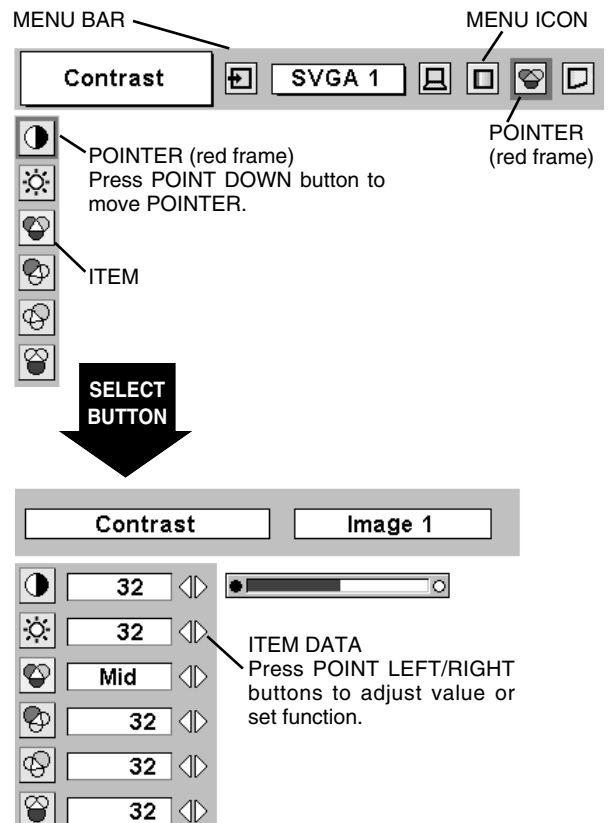 MENU BAR
MENU ICON
Contrast
SVGA 1
POINTER
(red frame)
POINTER (red frame)
Press POINT DOWN button to
move POINTER.
ITEM
SELECT
BUTTON
Contrast
Image 1
32
32
ITEM DATA
Press POINT LEFT/RIGHT
buttons to adjust value or
set function.
Mid
32
32
32